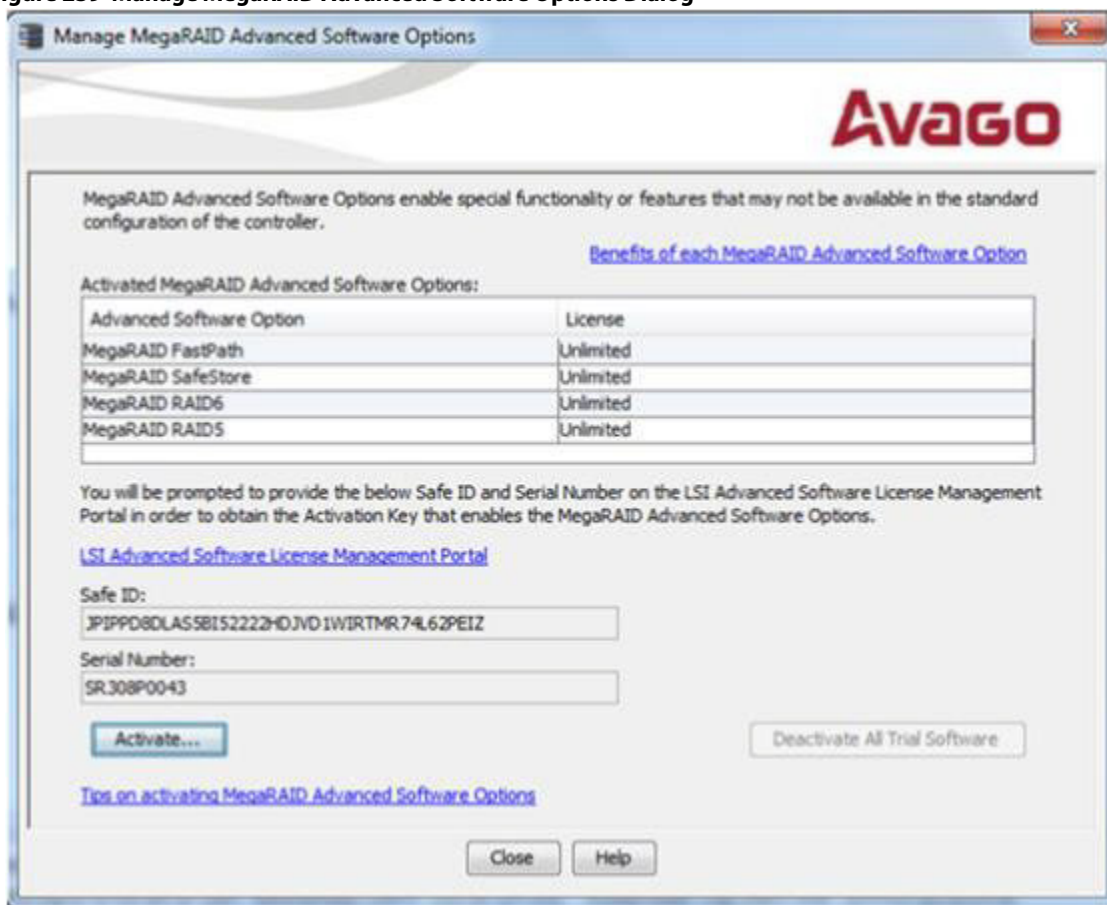 Manage MegaRAID Advanced Software Options Dialog
Manage MegaRAID Advanced Software Options
AVAGO
MegaRAID Advanced Software Options enable special functionality or features that may not be available in the standard
configuration of the controller.
Benefits of each MegaRAID Advanced Software Option
Activated MegaRAID Advanced Software Options:
Advanced Software Option License
MegaRAID FastPath Unlimited
MegaRAID SafeStore Unlimited
MegaRAID RAID6 Unlimited
MegaRAID RAID5 Unlimited
You will be prompted to provide the below Safe ID and Serial Number on the LSI Advanced Software License Management
Portal in order to obtain the Activation Key that enables the MegaRAID Advanced Software Options.
LSI Advanced Software License Management Portal
Safe ID:
JPIPPD8DLAS5BI52222HDJVD1WIRTMR74L62PEIZ
Serial Number:
SR308P0043
Activate...
Deactivate All Trial Software
Tips on activating MegaRAID Advanced Software Options
Close Help